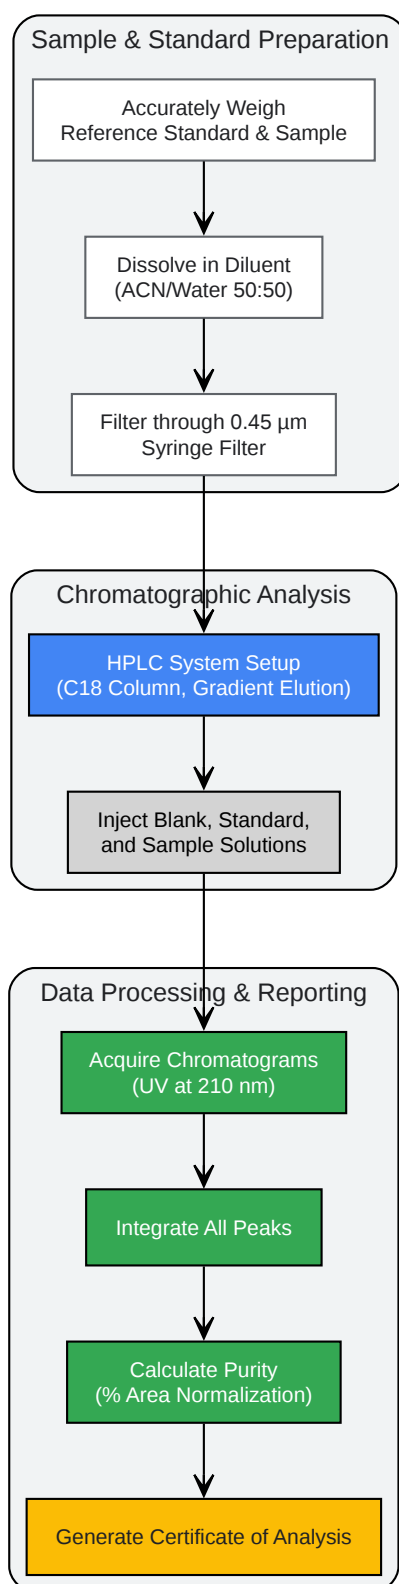 Sample & Standard Preparation
Accurately Weigh
Reference Standard & Sample
Dissolve in Diluent
(ACN/Water 50:50)
Filter through 0.45 µm
Syringe Filter
Chromatographic Analysis
HPLC System Setup
(C18 Column, Gradient Elution)
Inject Blank, Standard,
and Sample Solutions
Data Processing & Reporting
Acquire Chromatograms
(UV at 210 nm)
Integrate All Peaks
Calculate Purity
(% Area Normalization)
Generate Certificate of Analysis